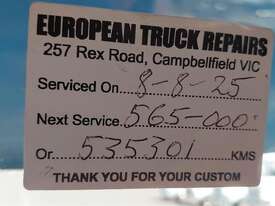 EUROPEAN TRUCK REPAIRS
257 Rex Road, Campbellfield VIC
Serviced On 8-8-25
Next Service 565-000
Or 535301 KMS
THANK YOU FOR YOUR CUSTOM